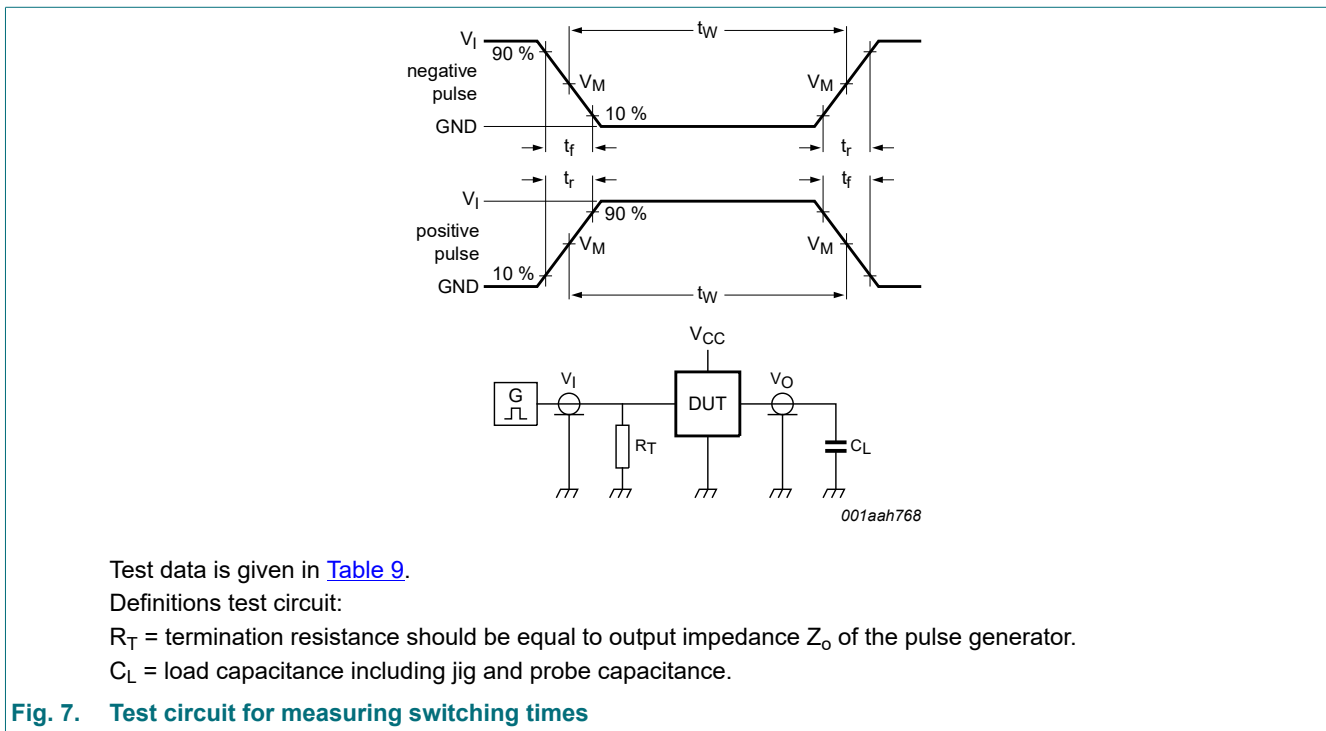 V_I
90 %
negative
pulse
V_M
10 %
GND
t_W
V_M
t_f
t_r
t_r
t_f
V_I
90 %
positive
pulse
V_M
V_M
10 %
GND
t_W
V_CC
G
V_I
DUT
V_O
R_T
C_L
001aah768
Test data is given in Table 9.
Definitions test circuit:
R_T = termination resistance should be equal to output impedance Z_o of the pulse generator.
C_L = load capacitance including jig and probe capacitance.
Fig. 7. Test circuit for measuring switching times